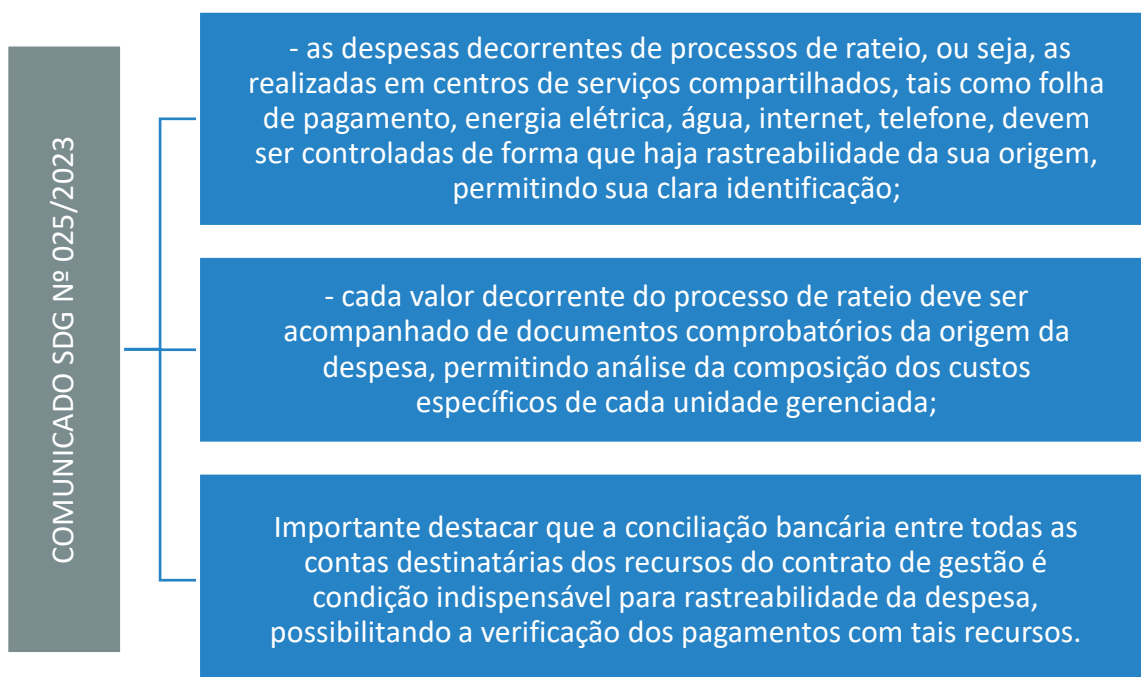 COMUNICADO SDG Nº 025/2023
- as despesas decorrentes de processos de rateio, ou seja, as
realizadas em centros de serviços compartilhados, tais como folha
de pagamento, energia elétrica, água, internet, telefone, devem
ser controladas de forma que haja rastreabilidade da sua origem,
permitindo sua clara identificação;
- cada valor decorrente do processo de rateio deve ser
acompanhado de documentos comprobatórios da origem da
despesa, permitindo análise da composição dos custos
específicos de cada unidade gerenciada;
Importante destacar que a conciliação bancária entre todas as
contas destinatárias dos recursos do contrato de gestão é
condição indispensável para rastreabilidade da despesa,
possibilitando a verificação dos pagamentos com tais recursos.